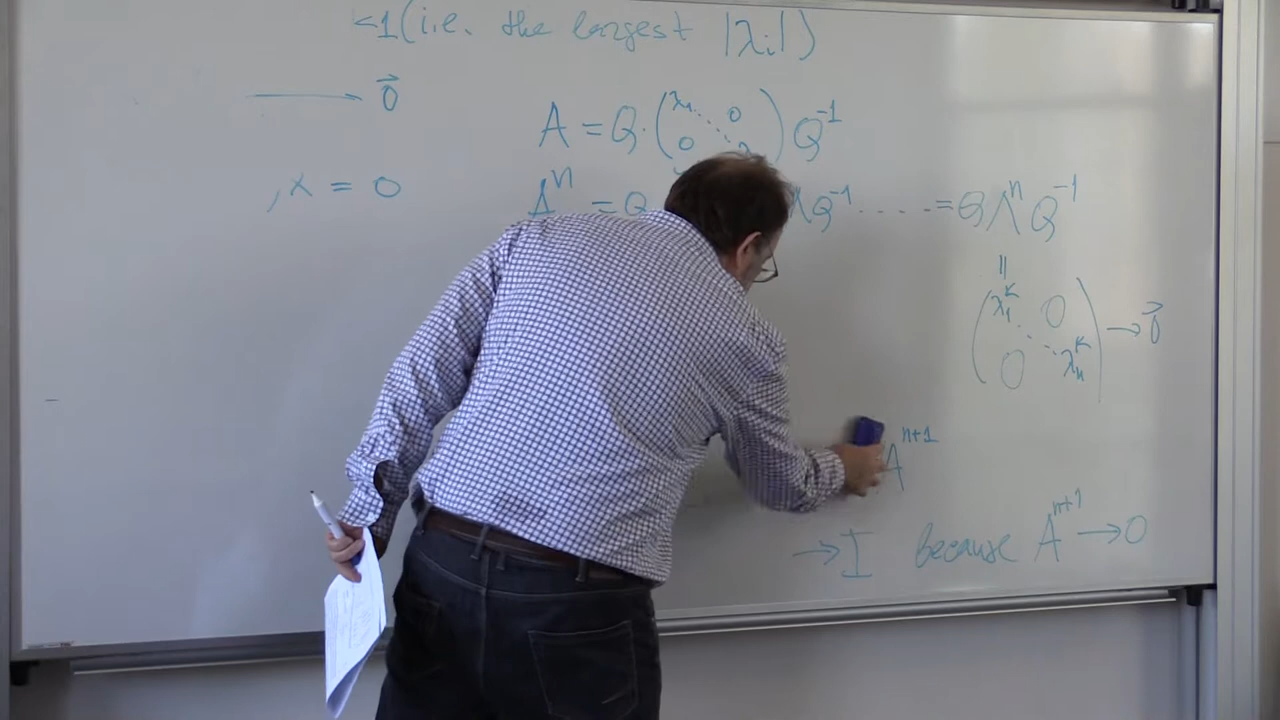 <1 (i.e. the largest |λᵢ|)
→ 0⃗
A = Q · (λ₁ ⋱ 0 0 λ) Q⁻¹
, x = 0
Aⁿ = Q Λ Q⁻¹ ..... = Q Λⁿ Q⁻¹
||
(λ₁ᴷ 0 ⋱ 0 λₙᴷ) → 0⃗
Aⁿ⁺¹
→ I because Aⁿ⁺¹ → 0